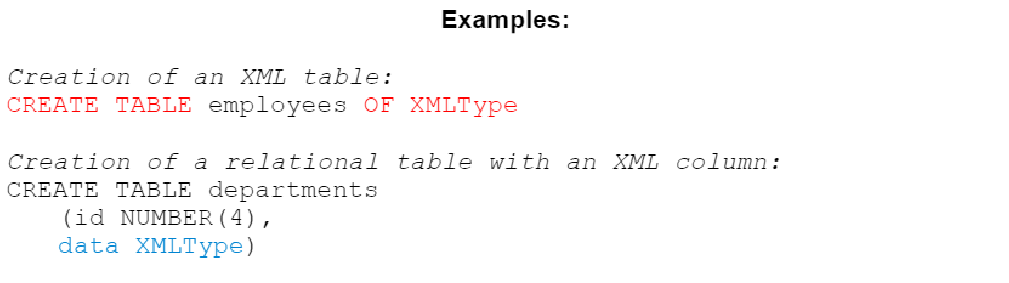 Examples:
Creation of an XML table:
CREATE TABLE employees OF XMLType
Creation of a relational table with an XML column:
CREATE TABLE departments
(id NUMBER(4),
data XMLType)